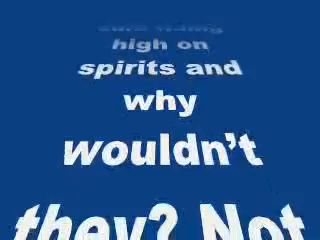 high on
spirits and
why
wouldn't
they? Not